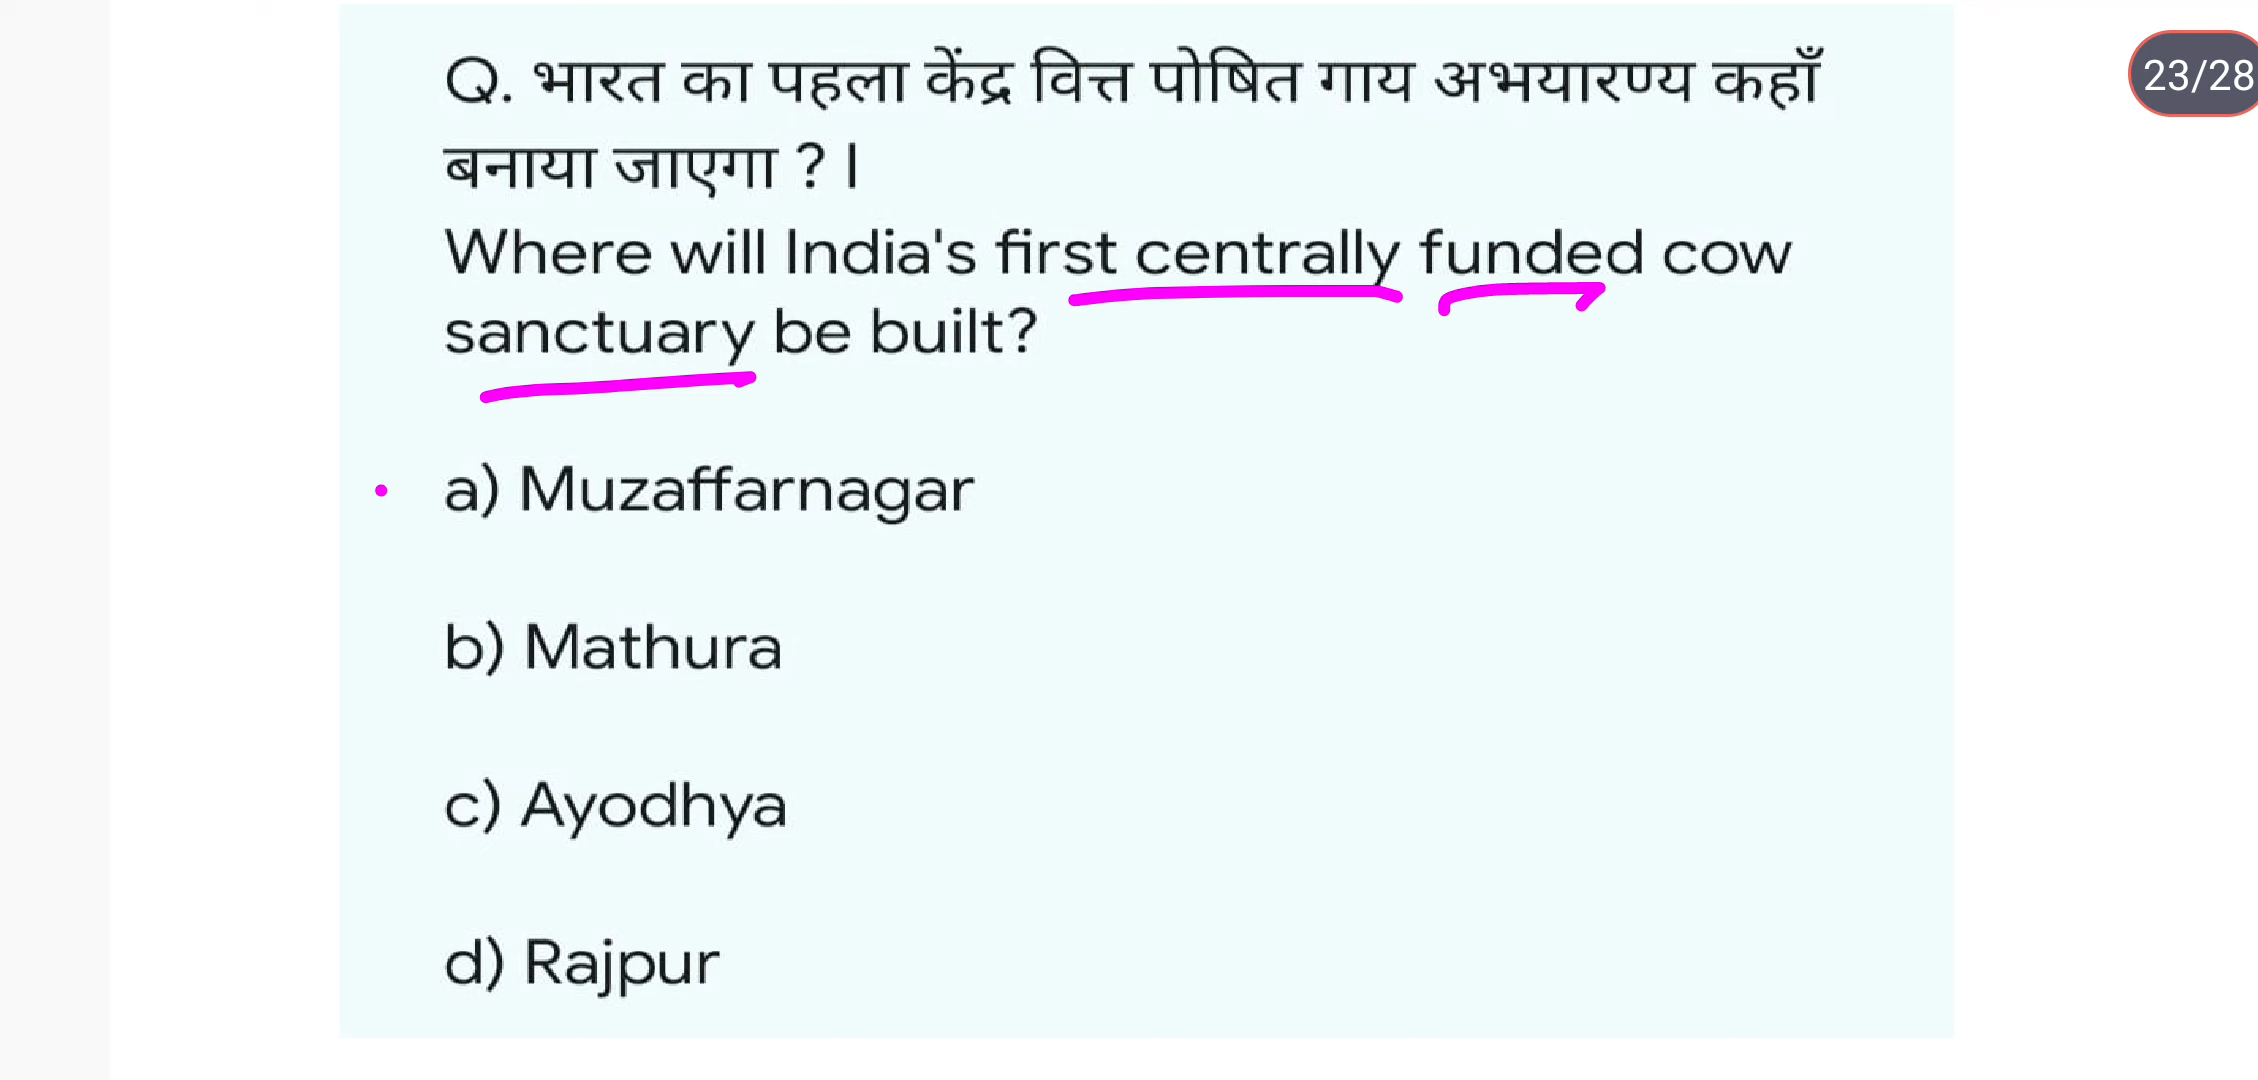 Q. भारत का पहला केंद्र वित्त पोषित गाय अभयारण्य कहाँ
बनाया जाएगा ? ।
Where will India's first centrally funded cow
sanctuary be built?
a) Muzaffarnagar
b) Mathura
c) Ayodhya
d) Rajpur
23/28